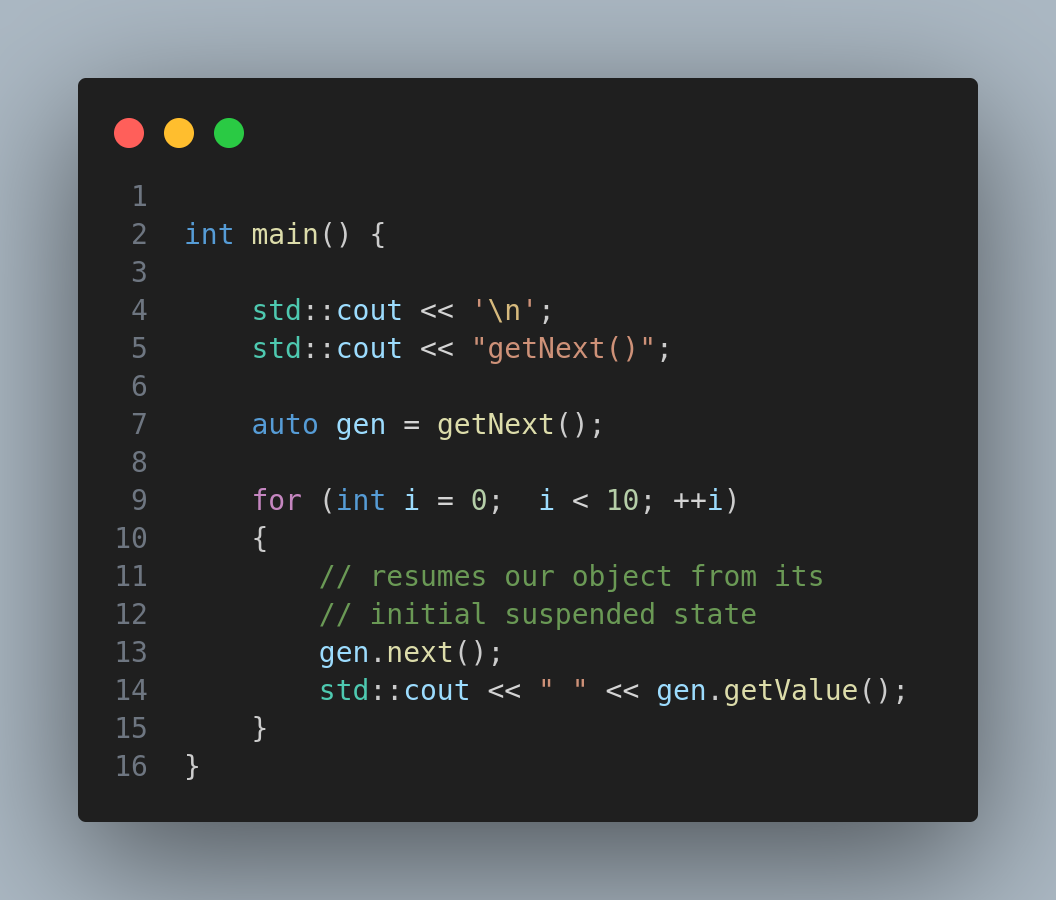 1
2 int main() {
3
4     std::cout << '\n';
5     std::cout << "getNext()";
6
7     auto gen = getNext();
8
9     for (int i = 0;  i < 10; ++i)
10     {
11         // resumes our object from its
12         // initial suspended state
13         gen.next();
14         std::cout << " " << gen.getValue();
15     }
16 }